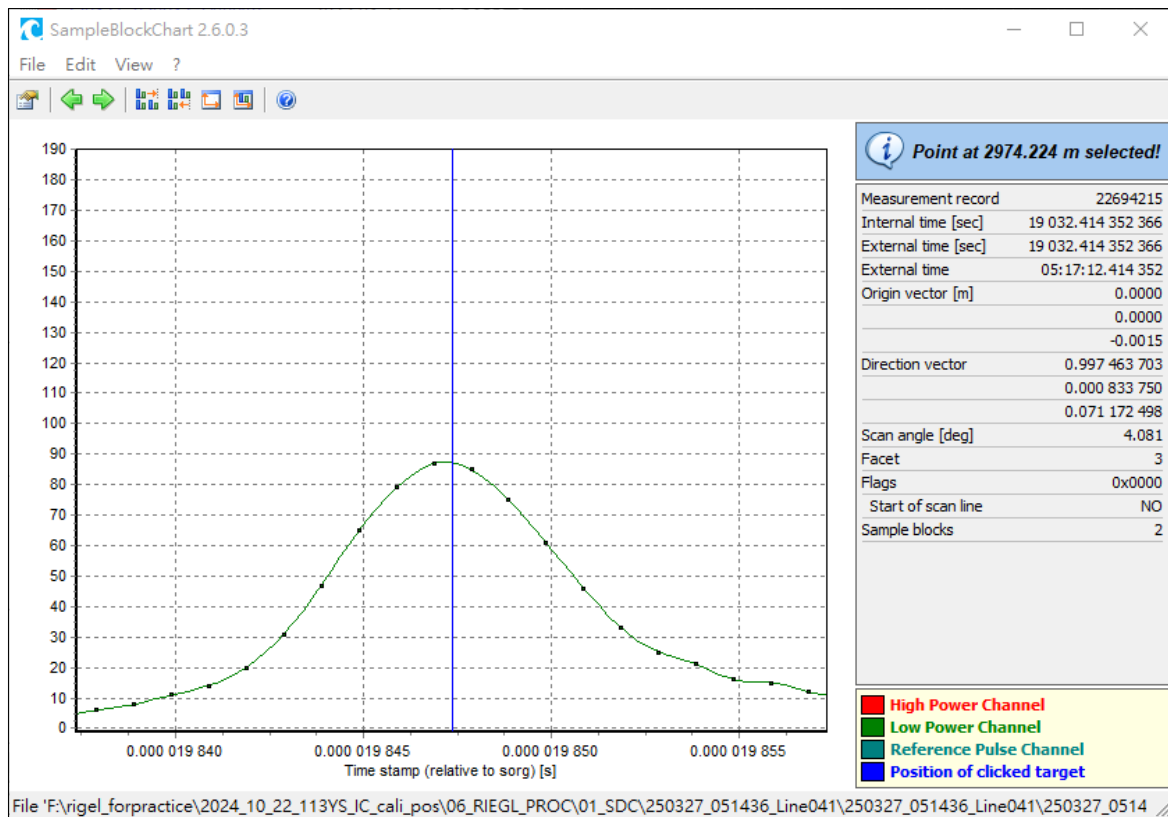 SampleBlockChart 2.6.0.3
File Edit View ?
190
180
170
160
150
140
130
120
110
100
90
80
70
60
50
40
30
20
10
0
0.000 019 840 0.000 019 845 0.000 019 850 0.000 019 855
Time stamp (relative to sorg) [s]
Point at 2974.224 m selected!
Measurement record 22694215
Internal time [sec] 19 032.414 352 366
External time [sec] 19 032.414 352 366
External time 05:17:12.414 352
Origin vector [m] 0.0000
0.0000
-0.0015
Direction vector 0.997 463 703
0.000 833 750
0.071 172 498
Scan angle [deg] 4.081
Facet 3
Flags 0x0000
Start of scan line NO
Sample blocks 2
High Power Channel
Low Power Channel
Reference Pulse Channel
Position of clicked target
File 'F:\rigel_forpractice\2024_10_22_113YS_IC_cali_pos\06_RIEGL_PROC\01_SDC\250327_051436_Line041\250327_051436_Line041\250327_0514